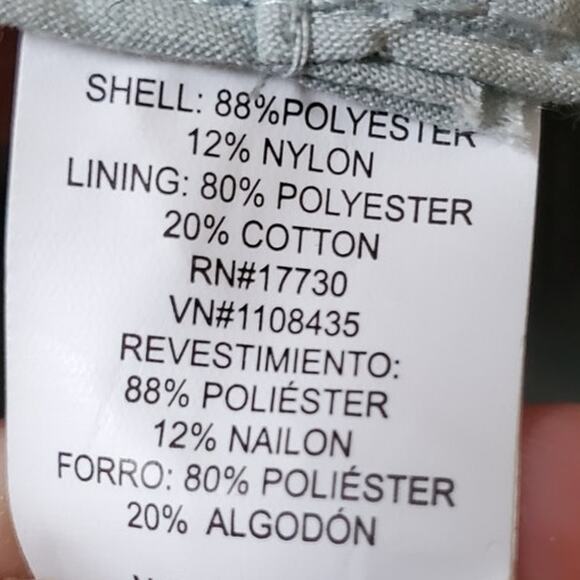 SHELL: 88%POLYESTER
12% NYLON
LINING: 80% POLYESTER
20% COTTON
RN#17730
VN#1108435
REVESTIMIENTO:
88% POLIÉSTER
12% NAILON
FORRO: 80% POLIÉSTER
20% ALGODÓN